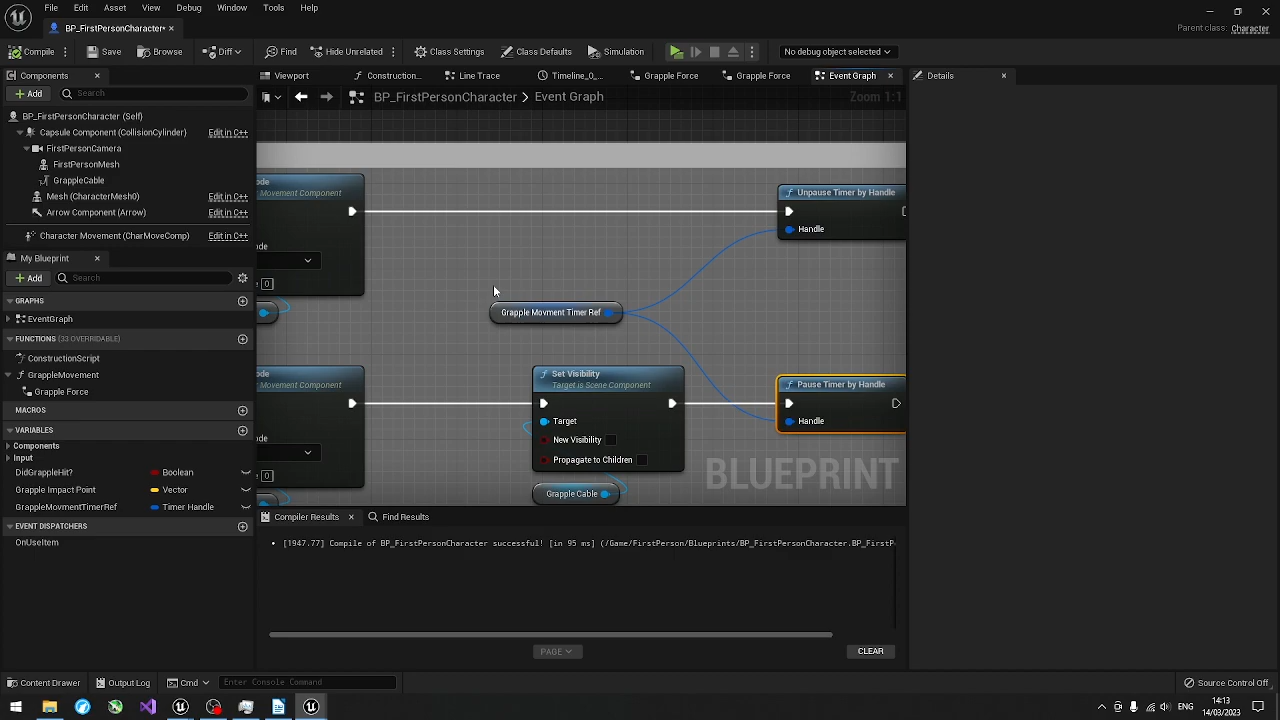 File Edit Asset View Debug Window Tools Help
BP_FirstPersonCharacter*
Parent class: Character
Compile Save Browse Diff Find Hide Unrelated Class Settings Class Defaults Simulation No debug object selected
Components Viewport Construction... Line Trace Timeline_0_... Grapple Force Grapple Force Event Graph Details
Add Search BP_FirstPersonCharacter > Event Graph Zoom 1:1
BP_FirstPersonCharacter (Self)
Capsule Component (CollisionCylinder) Edit in C++
FirstPersonCamera
FirstPersonMesh
GrappleCable
Mesh (CharacterMesh0) Edit in C++
Arrow Component (Arrow) Edit in C++
Character Movement (CharMoveComp) Edit in C++
My Blueprint
Add Search
GRAPHS
EventGraph
FUNCTIONS (33 OVERRIDABLE)
ConstructionScript
GrappleMovement
Grapple Force
MACROS
VARIABLES
Components
Input
DidGrappleHit? Boolean
Grapple Impact Point Vector
GrappleMovmentTimerRef Timer Handle
EVENT DISPATCHERS
OnUseItem
ode
Movement Component
ode
0
Unpause Timer by Handle
Handle
Grapple Movment Timer Ref
ode
Movement Component
ode
0
Set Visibility
Target is Scene Component
Target
New Visibility
Propagate to Children
Grapple Cable
Pause Timer by Handle
Handle
BLUEPRINT
Compiler Results Find Results
[1947.77] Compile of BP_FirstPersonCharacter successful! [in 95 ms] (/Game/FirstPerson/Blueprints/BP_FirstPersonCharacter.BP_FirstP
PAGE CLEAR
Content Drawer Output Log Cmd Enter Console Command Source Control Off
ENG 14:13
14/03/2023